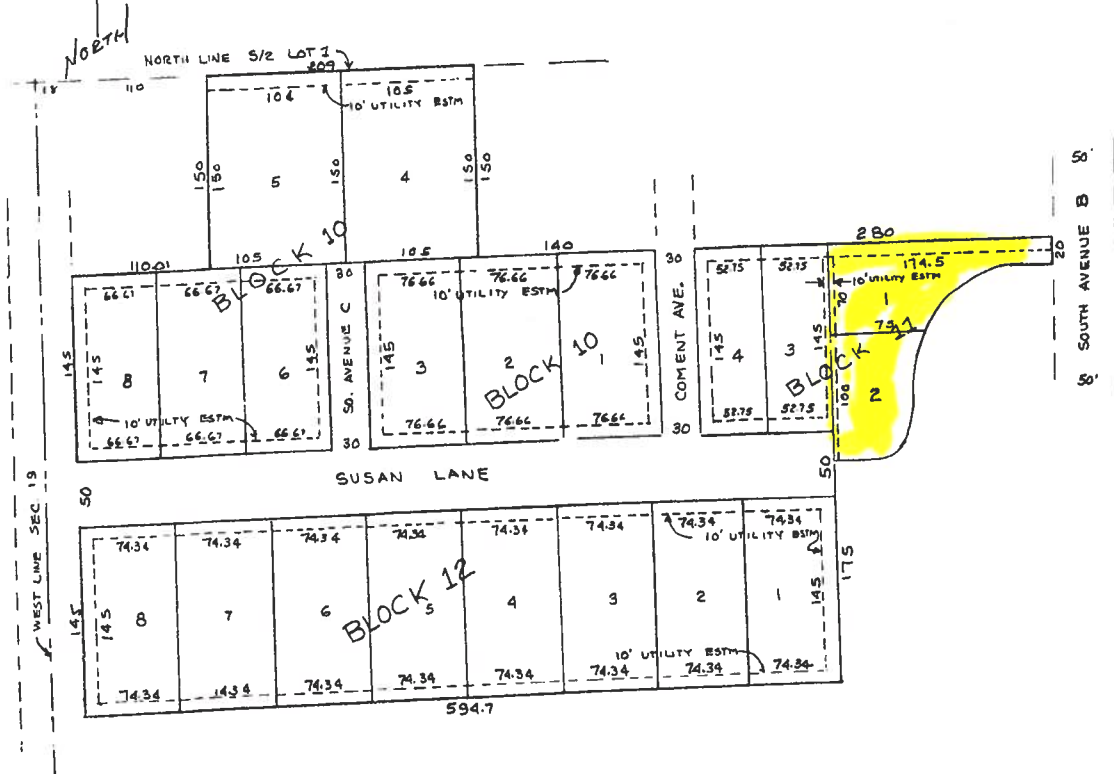 NORTH
NORTH LINE S/2 LOT 1
209
18 110
104 105
10' UTILITY ESTM
150 150 5 150 4 150 150
50'
SOUTH AVENUE B
50'
BLOCK 10
280
20
110.01 105 105 140
30 30
66.67 66.67 66.67
76.66 76.66 76.66
10' UTILITY ESTM
52.75 52.75
174.5
10' UTILITY ESTM
70 1
75
145 145 8 7 6 145
SO. AVENUE C
145 3 2 1 145
BLOCK 10
COMENT AVE.
145 4 3 145
BLOCK 11
100 2
10' UTILITY ESTM
66.67 66.67 66.67
30
76.66 76.66 76.66
30
52.75 52.75
SUSAN LANE
50
50
WEST LINE SEC. 19
74.34 74.34 74.34 74.34 74.34 74.34 74.34 74.34
10' UTILITY ESTM
145 145 8 7 6 5 4 3 2 1 145 175
BLOCK 12
10' UTILITY ESTM
74.34 74.34 74.34 74.34 74.34 74.34 74.34 74.34
594.7